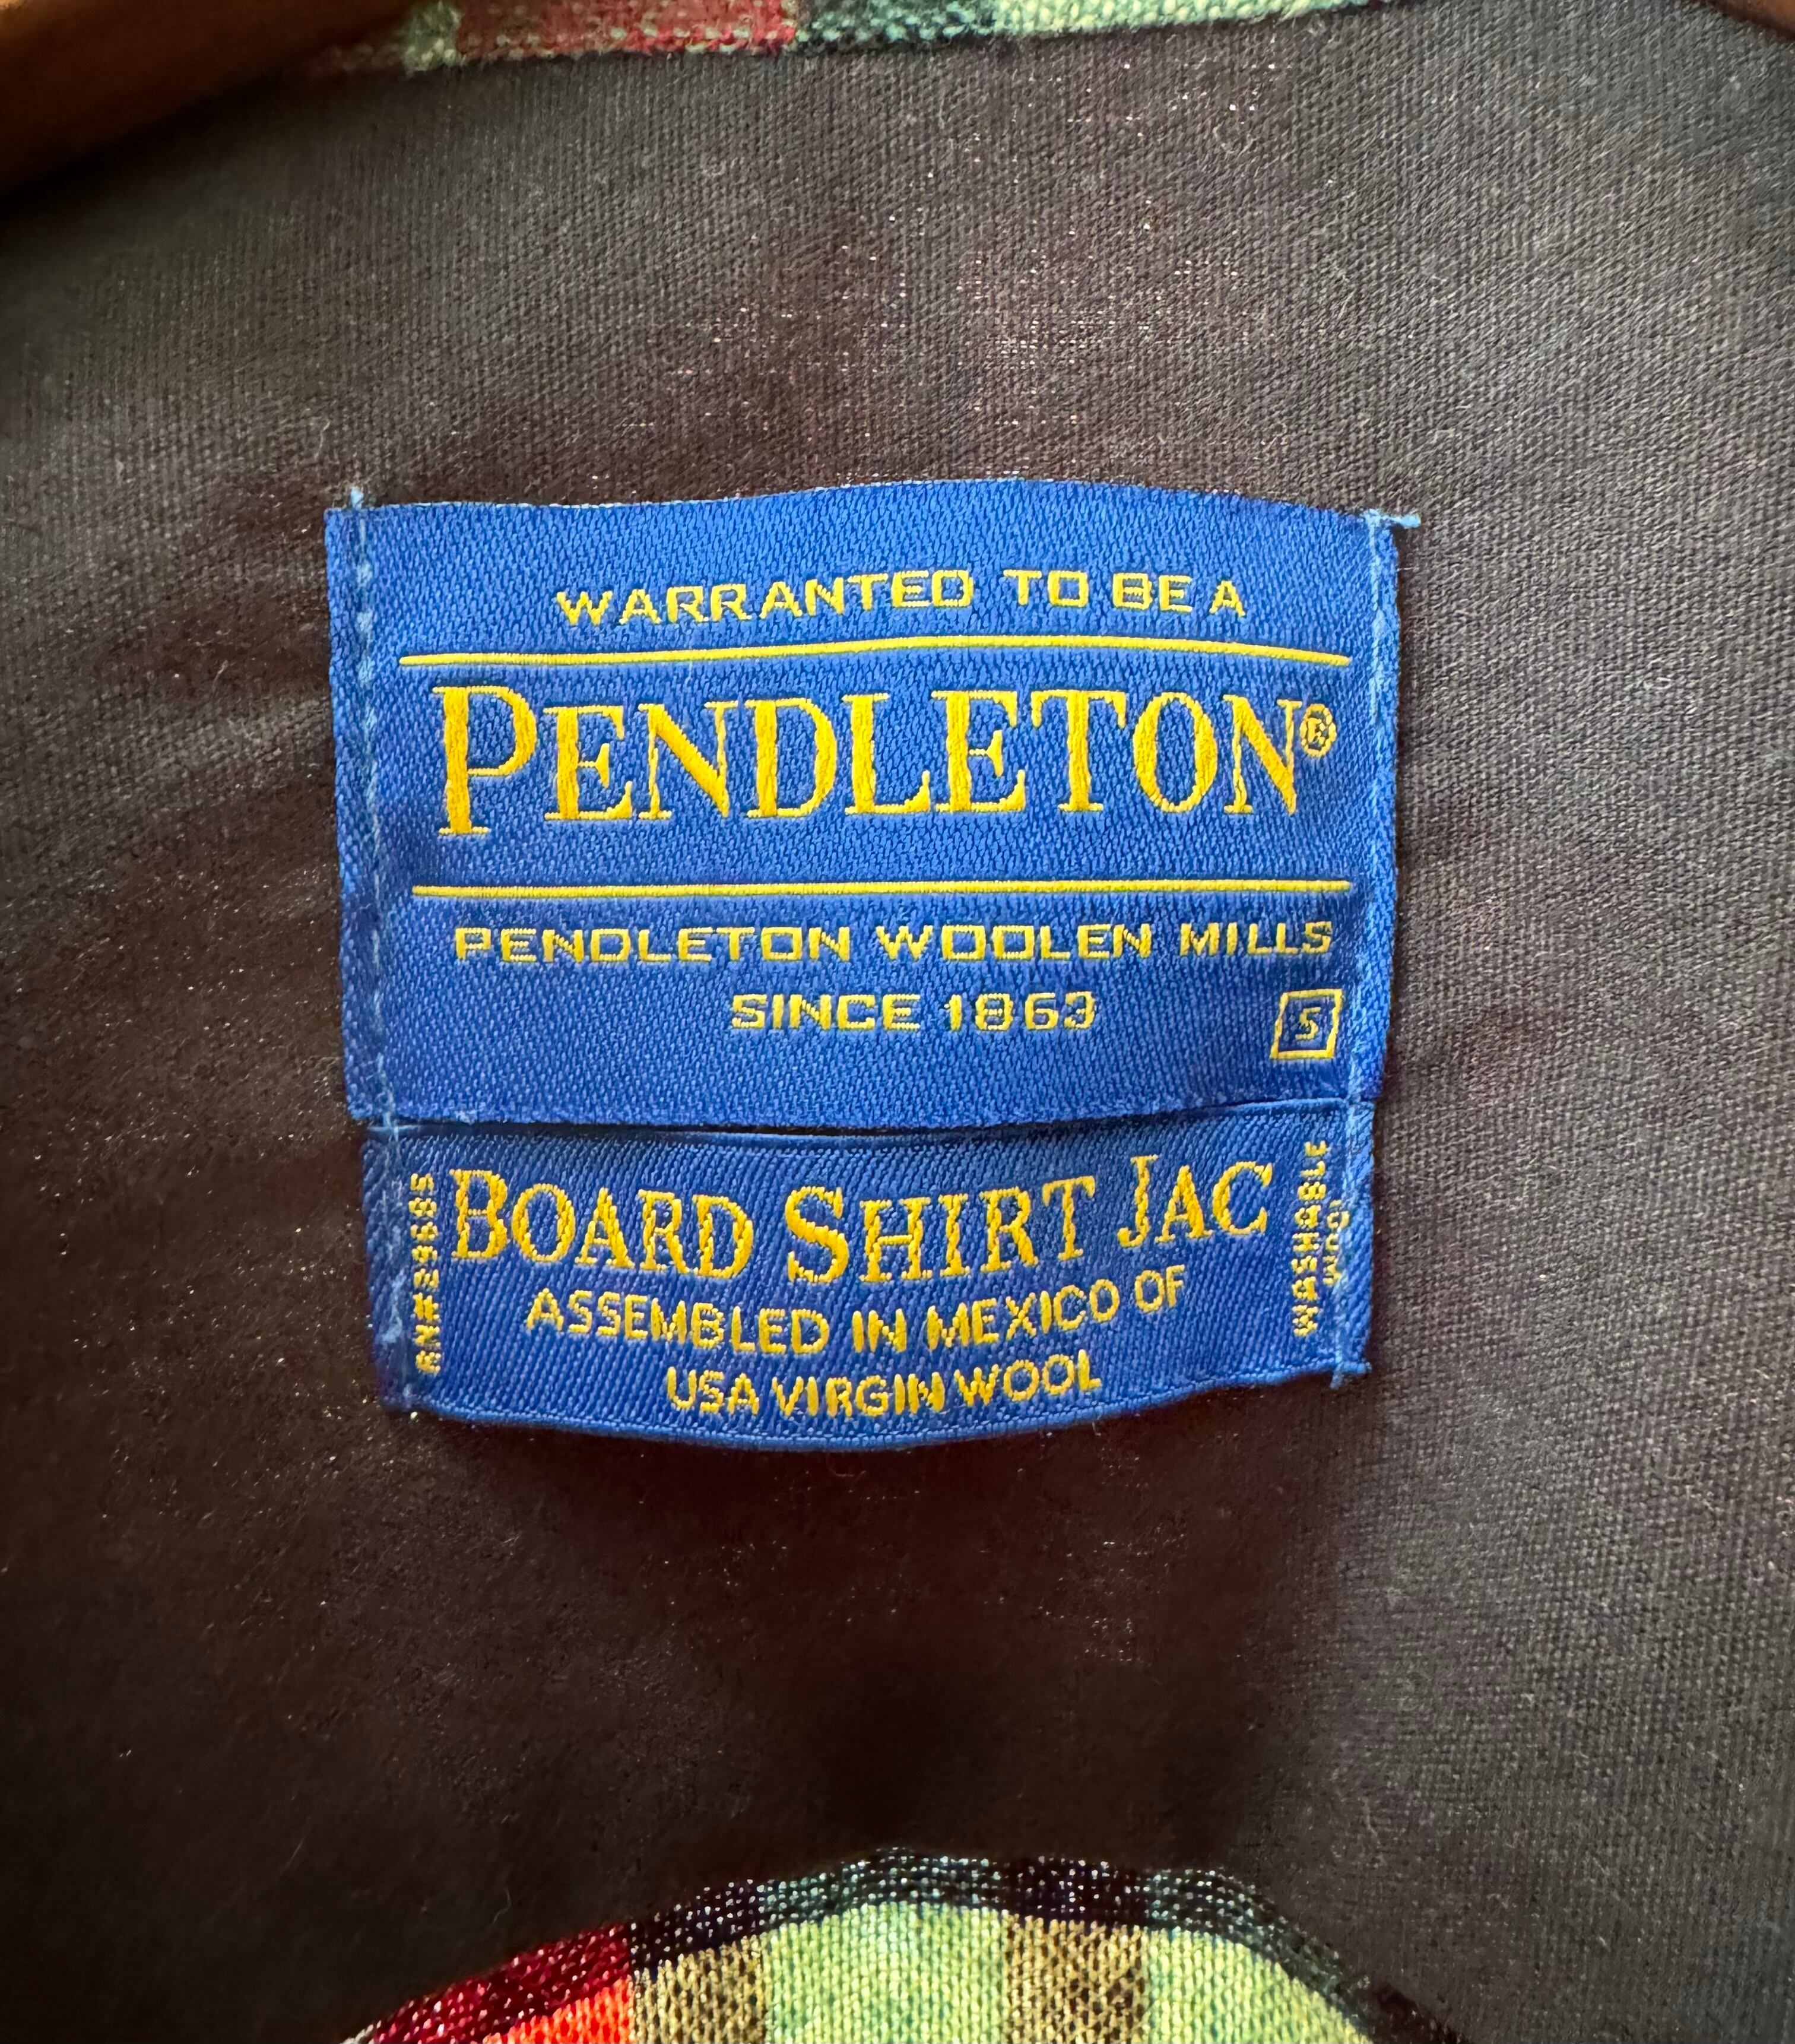 WARRANTED TO BE A
PENDLETON®
PENDLETON WOOLEN MILLS
SINCE 1863
S
RN#29685
BOARD SHIRT JAC
ASSEMBLED IN MEXICO OF
USA VIRGIN WOOL
WASHABLE
WOOL